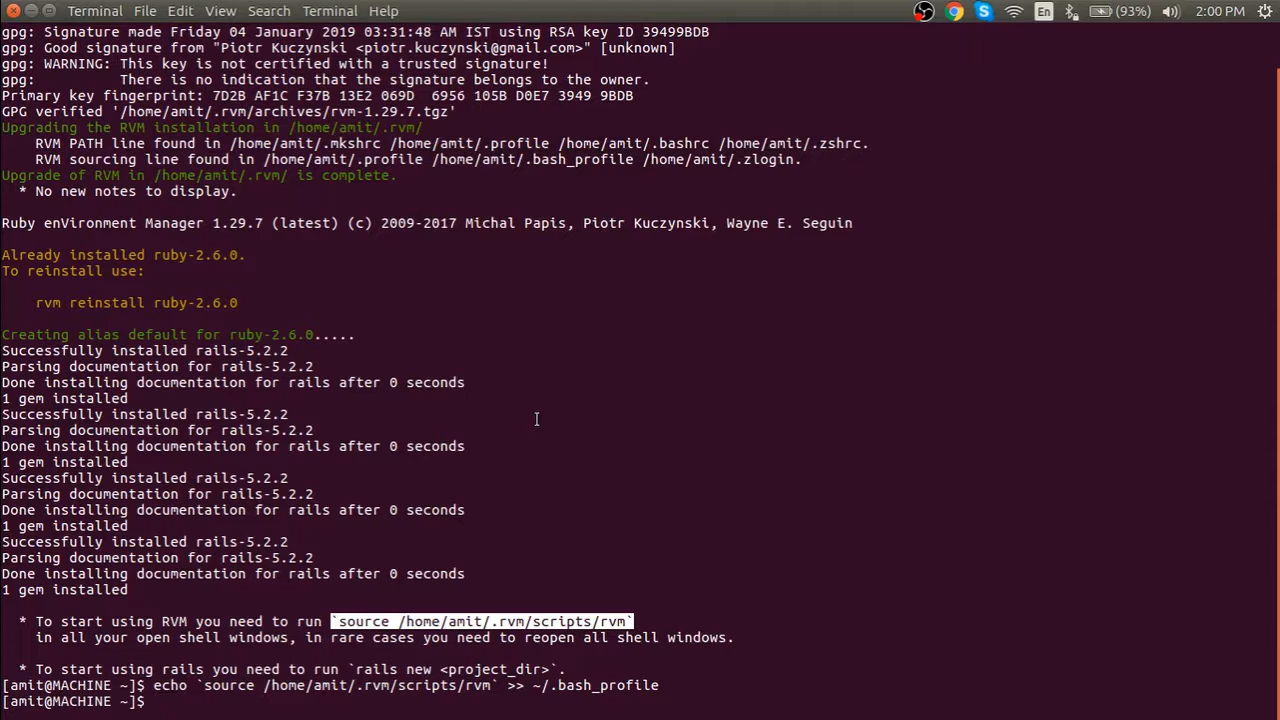 Terminal File Edit View Search Terminal Help En (93%) 2:00 PM
gpg: Signature made Friday 04 January 2019 03:31:48 AM IST using RSA key ID 39499BDB
gpg: Good signature from "Piotr Kuczynski <piotr.kuczynski@gmail.com>" [unknown]
gpg: WARNING: This key is not certified with a trusted signature!
gpg:          There is no indication that the signature belongs to the owner.
Primary key fingerprint: 7D2B AF1C F37B 13E2 069D  6956 105B D0E7 3949 9BDB
GPG verified '/home/amit/.rvm/archives/rvm-1.29.7.tgz'
Upgrading the RVM installation in /home/amit/.rvm/
    RVM PATH line found in /home/amit/.mkshrc /home/amit/.profile /home/amit/.bashrc /home/amit/.zshrc.
    RVM sourcing line found in /home/amit/.profile /home/amit/.bash_profile /home/amit/.zlogin.
Upgrade of RVM in /home/amit/.rvm/ is complete.
  * No new notes to display.
Ruby enVironment Manager 1.29.7 (latest) (c) 2009-2017 Michal Papis, Piotr Kuczynski, Wayne E. Seguin
Already installed ruby-2.6.0.
To reinstall use:
    rvm reinstall ruby-2.6.0
Creating alias default for ruby-2.6.0.....
Successfully installed rails-5.2.2
Parsing documentation for rails-5.2.2
Done installing documentation for rails after 0 seconds
1 gem installed
Successfully installed rails-5.2.2
Parsing documentation for rails-5.2.2
Done installing documentation for rails after 0 seconds
1 gem installed
Successfully installed rails-5.2.2
Parsing documentation for rails-5.2.2
Done installing documentation for rails after 0 seconds
1 gem installed
Successfully installed rails-5.2.2
Parsing documentation for rails-5.2.2
Done installing documentation for rails after 0 seconds
1 gem installed
  * To start using RVM you need to run `source /home/amit/.rvm/scripts/rvm`
    in all your open shell windows, in rare cases you need to reopen all shell windows.
  * To start using rails you need to run `rails new <project_dir>`.
[amit@MACHINE ~]$ echo `source /home/amit/.rvm/scripts/rvm` >> ~/.bash_profile
[amit@MACHINE ~]$